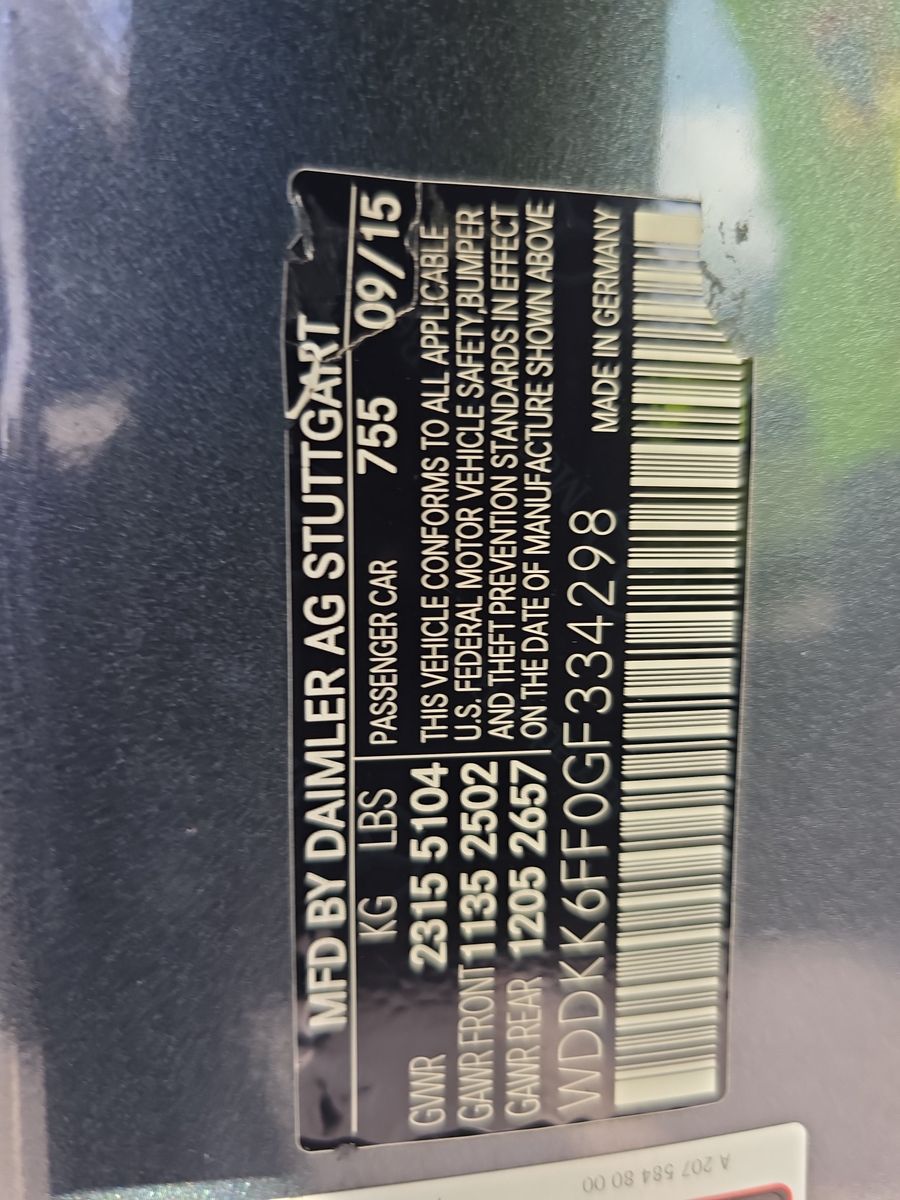 MFD BY DAIMLER AG STUTTGART
KG LBS PASSENGER CAR 755 09/15
GVWR 2315 5104 THIS VEHICLE CONFORMS TO ALL APPLICABLE
GAWR FRONT 1135 2502 U.S. FEDERAL MOTOR VEHICLE SAFETY,BUMPER
GAWR REAR 1205 2657 AND THEFT PREVENTION STANDARDS IN EFFECT
ON THE DATE OF MANUFACTURE SHOWN ABOVE
WDDKK6FF0GF334298 MADE IN GERMANY
A 207 584 80 00